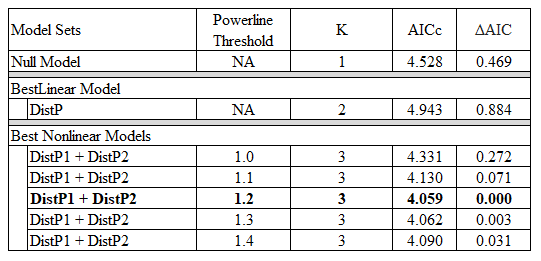 Model Sets Powerline Threshold K AICc ΔAIC
Null Model NA 1 4.528 0.469
BestLinear Model
DistP NA 2 4.943 0.884
Best Nonlinear Models
DistP1 + DistP2 1.0 3 4.331 0.272
DistP1 + DistP2 1.1 3 4.130 0.071
DistP1 + DistP2 1.2 3 4.059 0.000
DistP1 + DistP2 1.3 3 4.062 0.003
DistP1 + DistP2 1.4 3 4.090 0.031